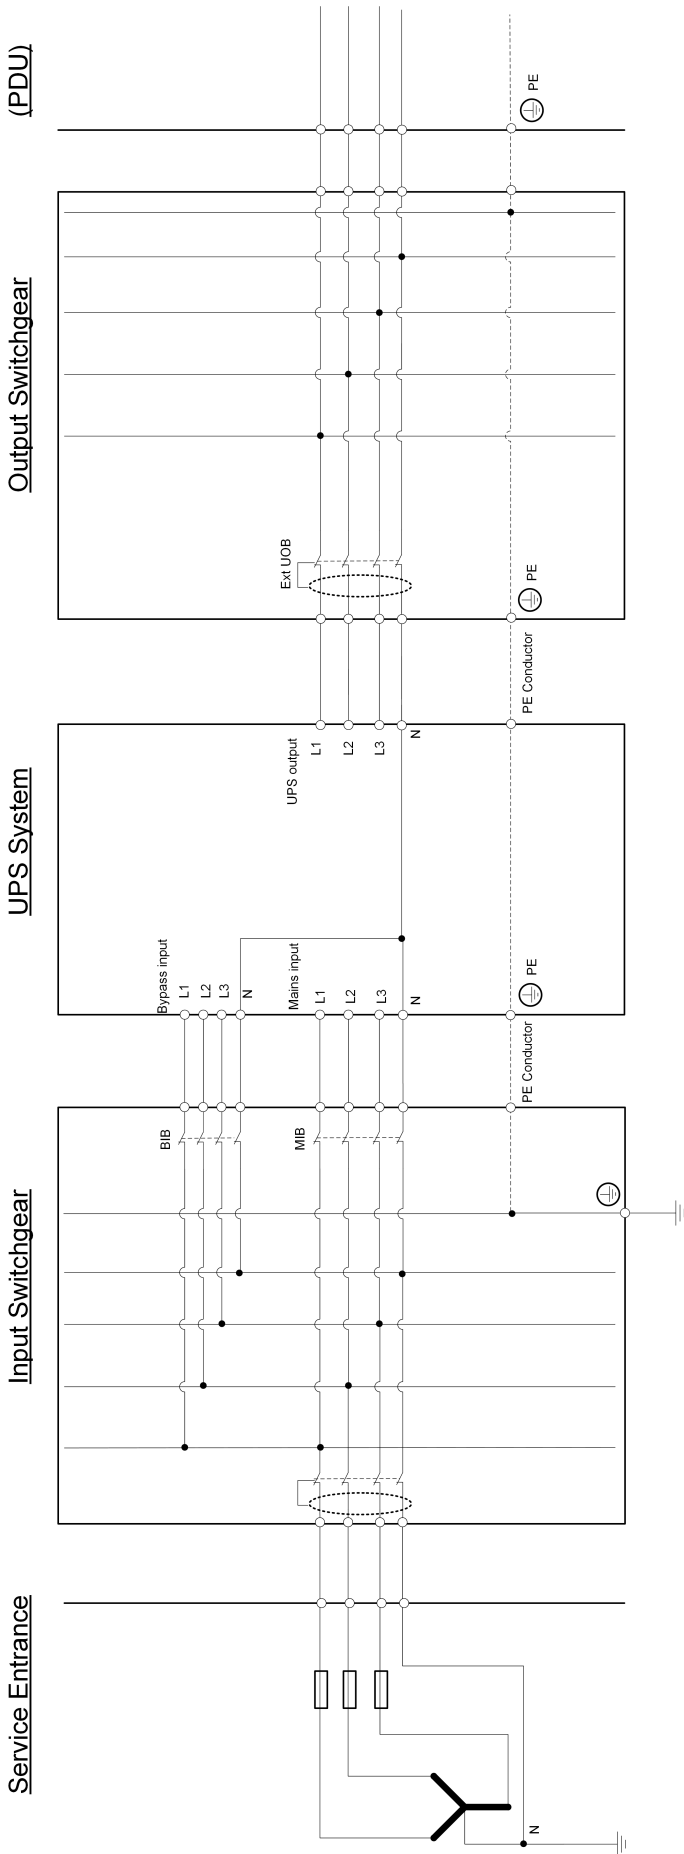 Service Entrance
Input Switchgear
UPS System
Output Switchgear
(PDU)
N
BIB
MIB
PE Conductor
Bypass input
L1
L2
L3
N
Mains input
L1
L2
L3
N
PE
UPS output
L1
L2
L3
N
PE Conductor
Ext UOB
PE
PE